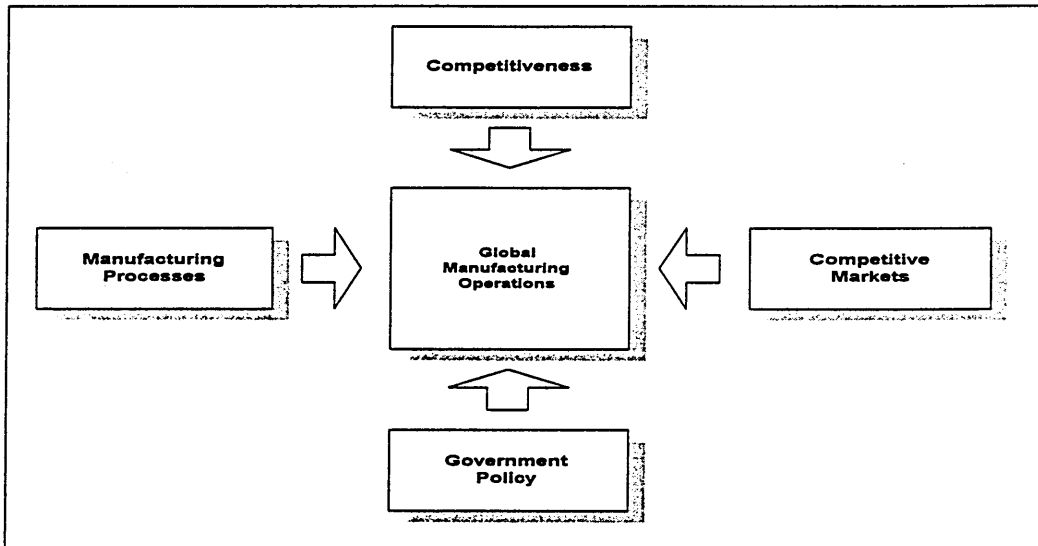 Competitiveness
Manufacturing
Processes
Global
Manufacturing
Operations
Competitive
Markets
Government
Policy